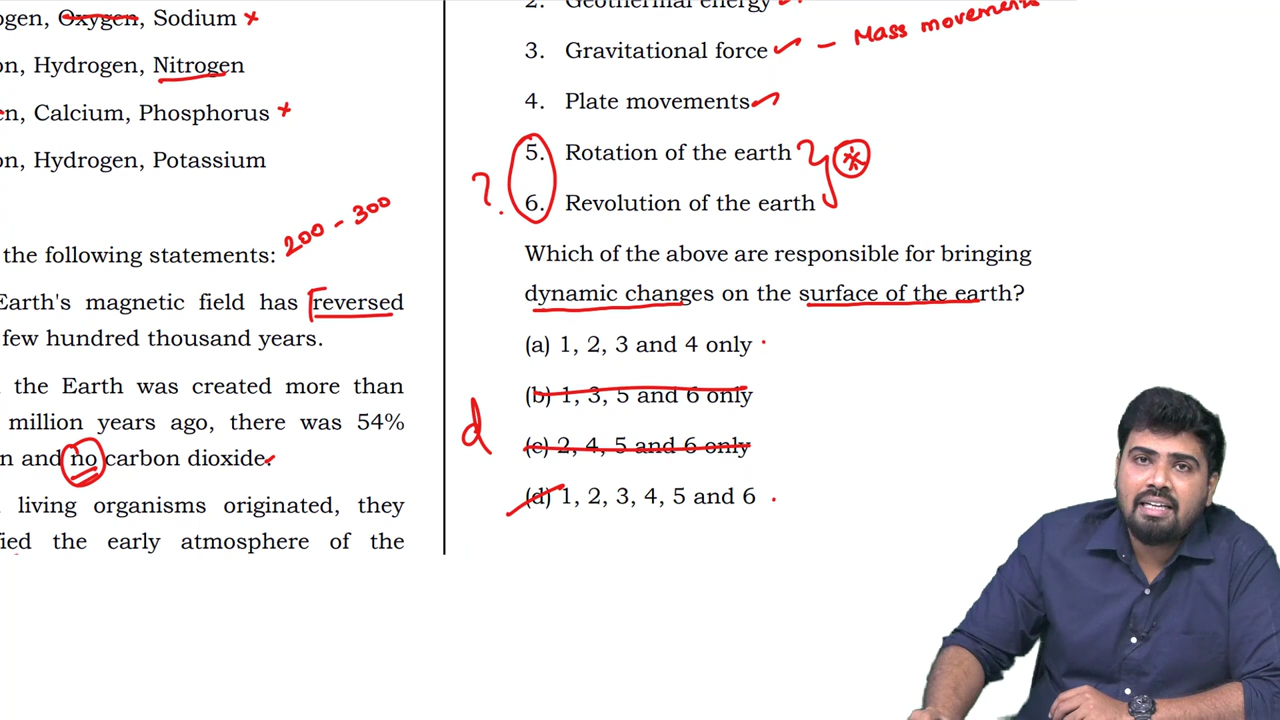 ogen, Oxygen, Sodium ×
on, Hydrogen, Nitrogen
en, Calcium, Phosphorus ×
on, Hydrogen, Potassium
200 - 300
the following statements:
Earth's magnetic field has reversed
few hundred thousand years.
the Earth was created more than
million years ago, there was 54%
n and no carbon dioxide.
living organisms originated, they
fied the early atmosphere of the
2. Geothermal energy
3. Gravitational force - Mass movements
4. Plate movements
5. Rotation of the earth *
?
6. Revolution of the earth
Which of the above are responsible for bringing
dynamic changes on the surface of the earth?
(a) 1, 2, 3 and 4 only
(b) 1, 3, 5 and 6 only
d
(c) 2, 4, 5 and 6 only
(d) 1, 2, 3, 4, 5 and 6